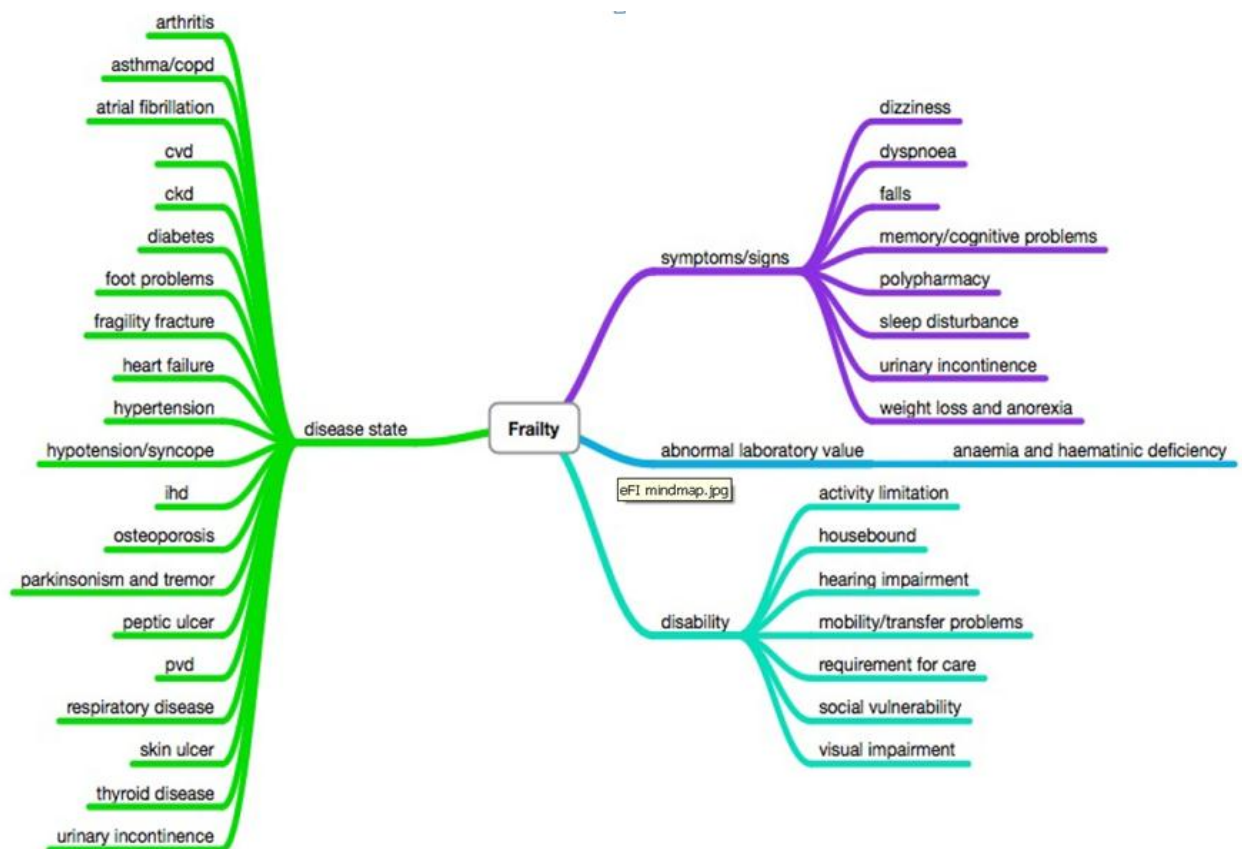 arthritis
asthma/copd
atrial fibrillation
cvd
ckd
diabetes
foot problems
fragility fracture
heart failure
hypertension
hypotension/syncope
ihd
osteoporosis
parkinsonism and tremor
peptic ulcer
pvd
respiratory disease
skin ulcer
thyroid disease
urinary incontinence
disease state
Frailty
symptoms/signs
dizziness
dyspnoea
falls
memory/cognitive problems
polypharmacy
sleep disturbance
urinary incontinence
weight loss and anorexia
abnormal laboratory value
anaemia and haematinic deficiency
eFI mindmap.jpg
disability
activity limitation
housebound
hearing impairment
mobility/transfer problems
requirement for care
social vulnerability
visual impairment